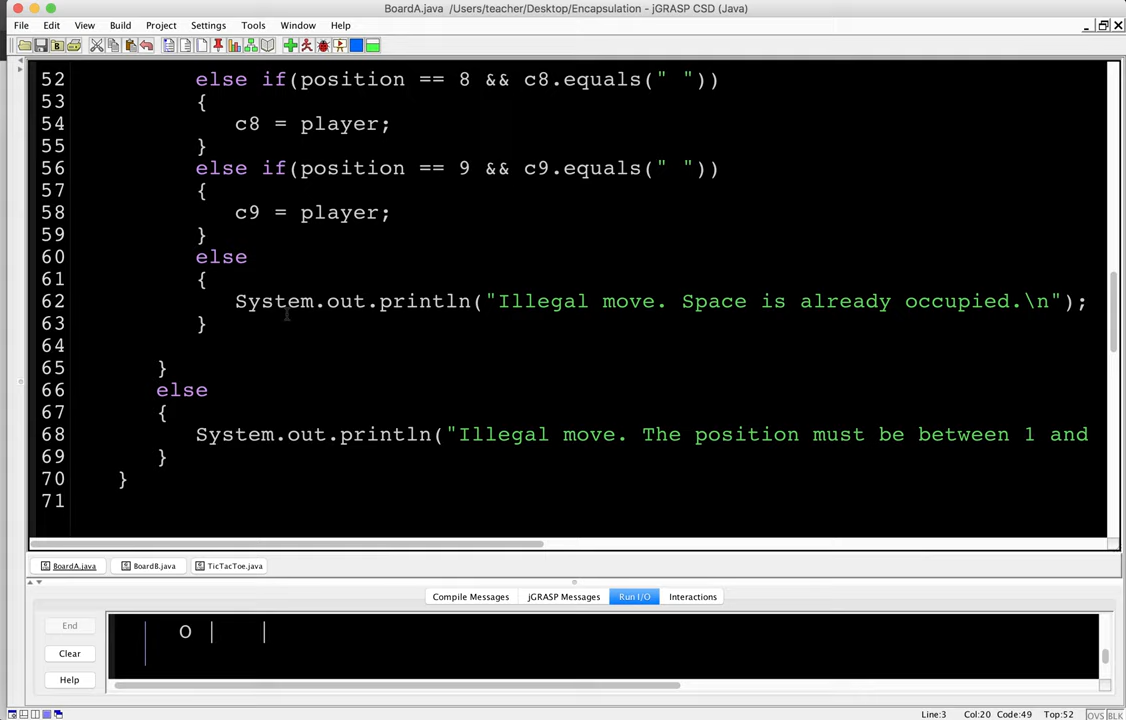 BoardA.java /Users/teacher/Desktop/Encapsulation - jGRASP CSD (Java)
File Edit View Build Project Settings Tools Window Help
52 else if(position == 8 && c8.equals(" "))
53 {
54 c8 = player;
55 }
56 else if(position == 9 && c9.equals(" "))
57 {
58 c9 = player;
59 }
60 else
61 {
62 System.out.println("Illegal move. Space is already occupied.\n");
63 }
64
65 }
66 else
67 {
68 System.out.println("Illegal move. The position must be between 1 and
69 }
70 }
71
BoardA.java BoardB.java TicTacToe.java
Compile Messages jGRASP Messages Run I/O Interactions
End
Clear
Help
O | |
Line:3 Col:20 Code:49 Top:52 OVS BLK